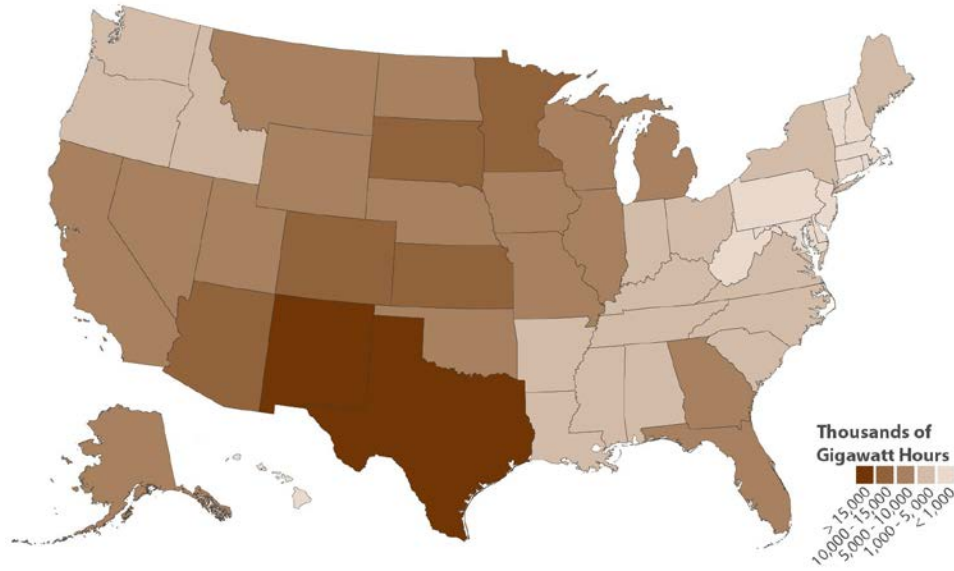 Thousands of
Gigawatt Hours
> 15,000
10,000 - 15,000
5,000 - 10,000
1,000 - 5, 000
< 1,000